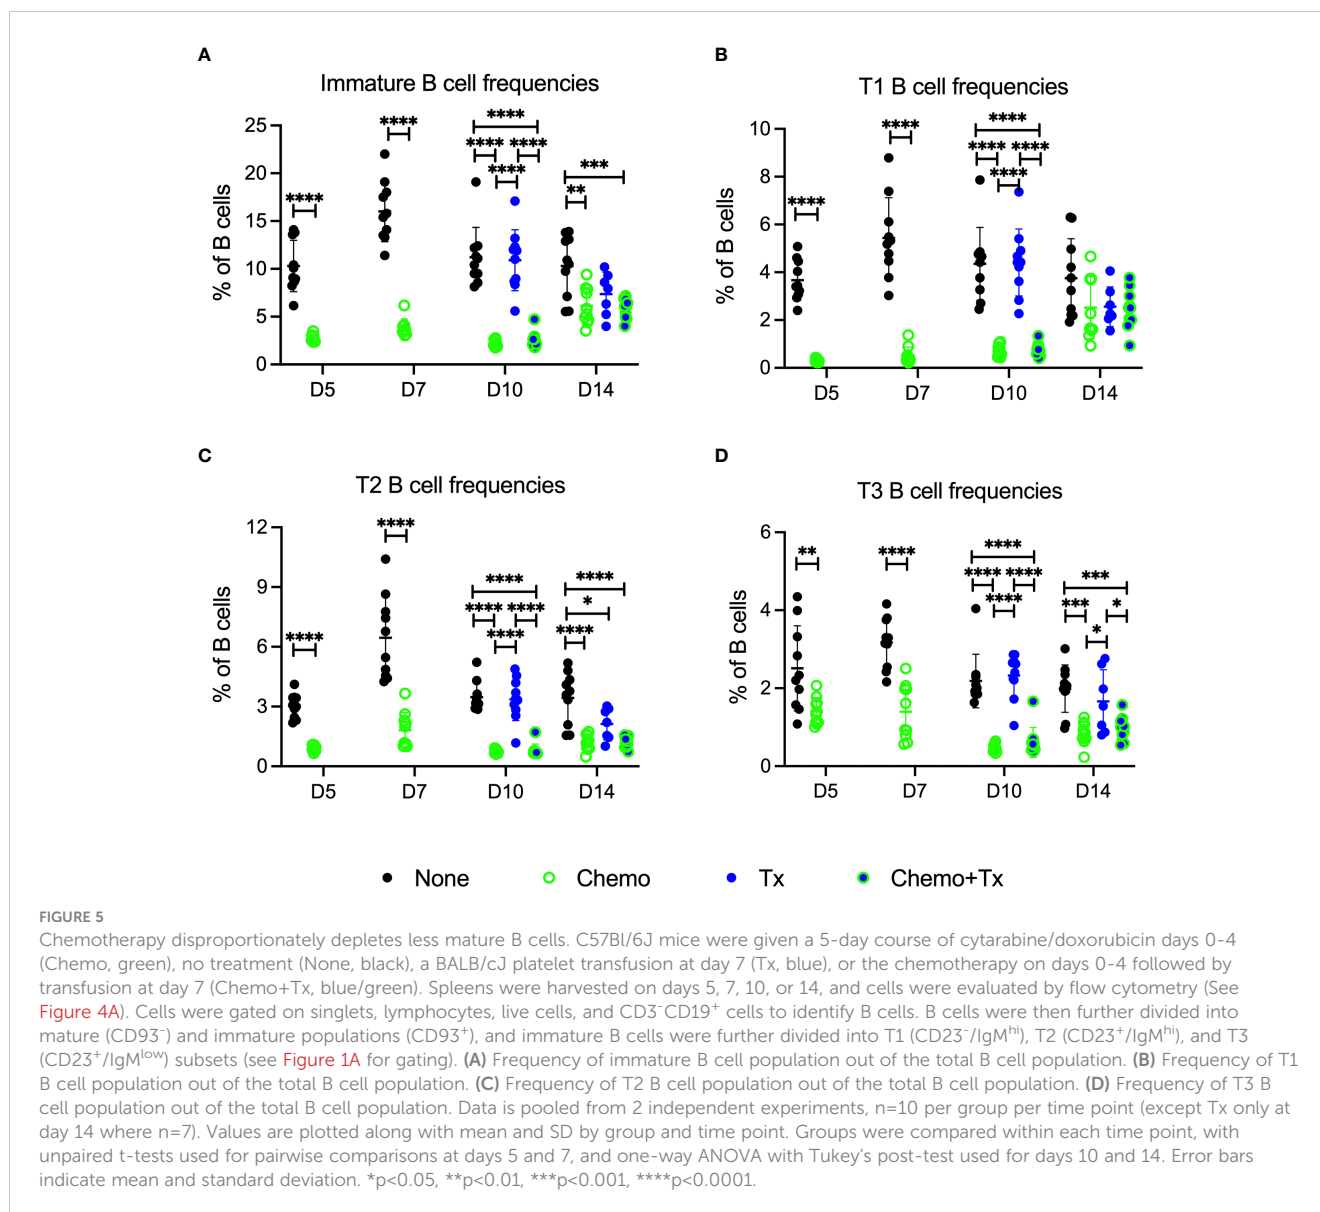 A
Immature B cell frequencies
% of B cells
25
20
15
10
5
0
****
****
****
****
****
****
***
**
D5
D7
D10
D14
B
T1 B cell frequencies
% of B cells
10
8
6
4
2
0
****
****
****
****
****
****
D5
D7
D10
D14
C
T2 B cell frequencies
% of B cells
12
9
6
3
0
****
****
****
****
****
****
****
*
****
D5
D7
D10
D14
D
T3 B cell frequencies
% of B cells
6
4
2
0
**
****
****
****
****
****
***
***
*
*
D5
D7
D10
D14
None
Chemo
Tx
Chemo+Tx
FIGURE 5
Chemotherapy disproportionately depletes less mature B cells. C57Bl/6J mice were given a 5-day course of cytarabine/doxorubicin days 0-4
(Chemo, green), no treatment (None, black), a BALB/cJ platelet transfusion at day 7 (Tx, blue), or the chemotherapy on days 0-4 followed by
transfusion at day 7 (Chemo+Tx, blue/green). Spleens were harvested on days 5, 7, 10, or 14, and cells were evaluated by flow cytometry (See
Figure 4A). Cells were gated on singlets, lymphocytes, live cells, and CD3⁻CD19⁺ cells to identify B cells. B cells were then further divided into
mature (CD93⁻) and immature populations (CD93⁺), and immature B cells were further divided into T1 (CD23⁻/IgMʰⁱ), T2 (CD23⁺/IgMʰⁱ), and T3
(CD23⁺/IgMˡᵒʷ) subsets (see Figure 1A for gating). (A) Frequency of immature B cell population out of the total B cell population. (B) Frequency of T1
B cell population out of the total B cell population. (C) Frequency of T2 B cell population out of the total B cell population. (D) Frequency of T3 B
cell population out of the total B cell population. Data is pooled from 2 independent experiments, n=10 per group per time point (except Tx only at
day 14 where n=7). Values are plotted along with mean and SD by group and time point. Groups were compared within each time point, with
unpaired t-tests used for pairwise comparisons at days 5 and 7, and one-way ANOVA with Tukey's post-test used for days 10 and 14. Error bars
indicate mean and standard deviation. *p<0.05, **p<0.01, ***p<0.001, ****p<0.0001.